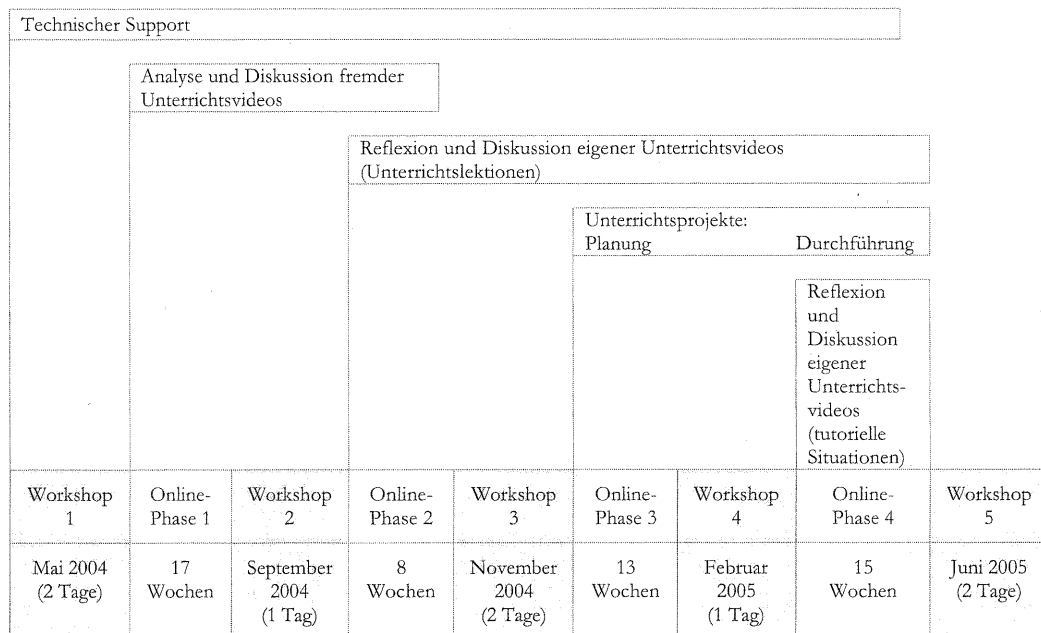 Technischer Support
Analyse und Diskussion fremder
Unterrichtsvideos
Reflexion und Diskussion eigener Unterrichtsvideos
(Unterrichtslektionen)
Unterrichtsprojekte:
Planung Durchführung
Reflexion
und
Diskussion
eigener
Unterrichts-
videos
(tutorielle
Situationen)
Workshop Online- Workshop Online- Workshop Online- Workshop Online- Workshop
1 Phase 1 2 Phase 2 3 Phase 3 4 Phase 4 5
Mai 2004 17 September 8 November 13 Februar 15 Juni 2005
(2 Tage) Wochen 2004 Wochen 2004 Wochen 2005 Wochen (2 Tage)
(1 Tag) (2 Tage) (1 Tag)